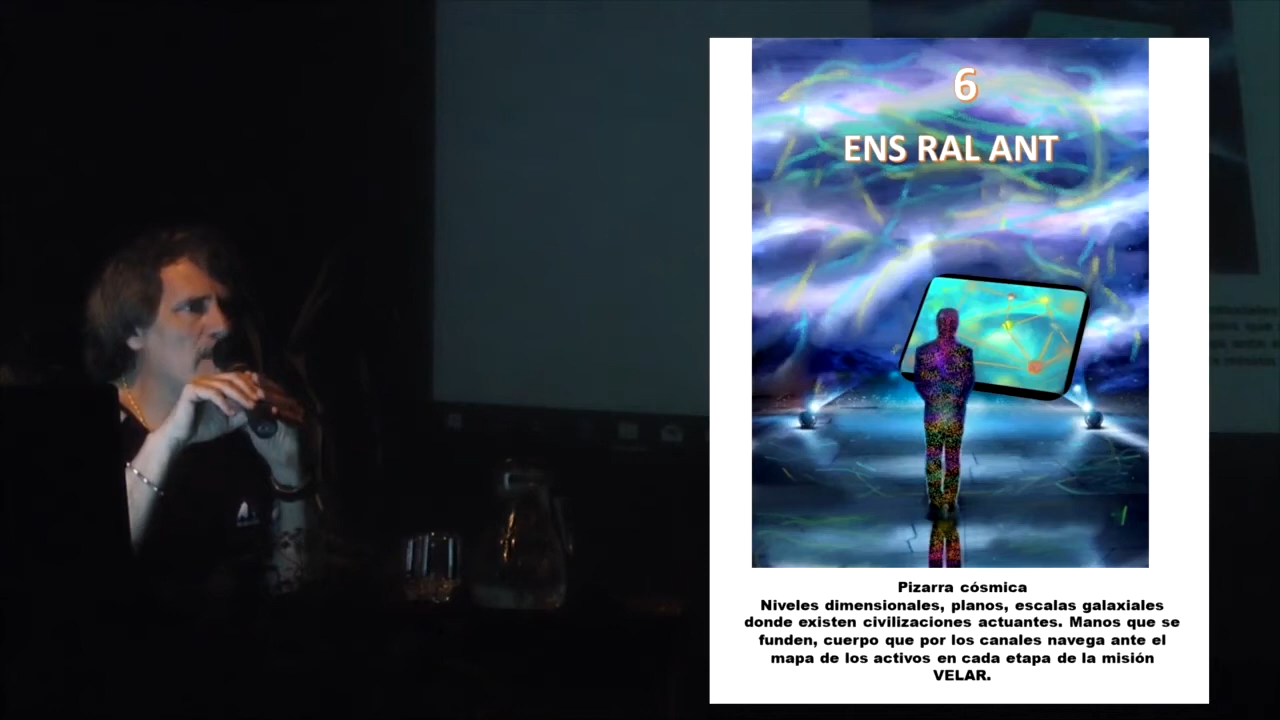 6
ENS RAL ANT
Pizarra cósmica
Niveles dimensionales, planos, escalas galaxiales
donde existen civilizaciones actuantes. Manos que se
funden, cuerpo que por los canales navega ante el
mapa de los activos en cada etapa de la misión
VELAR.